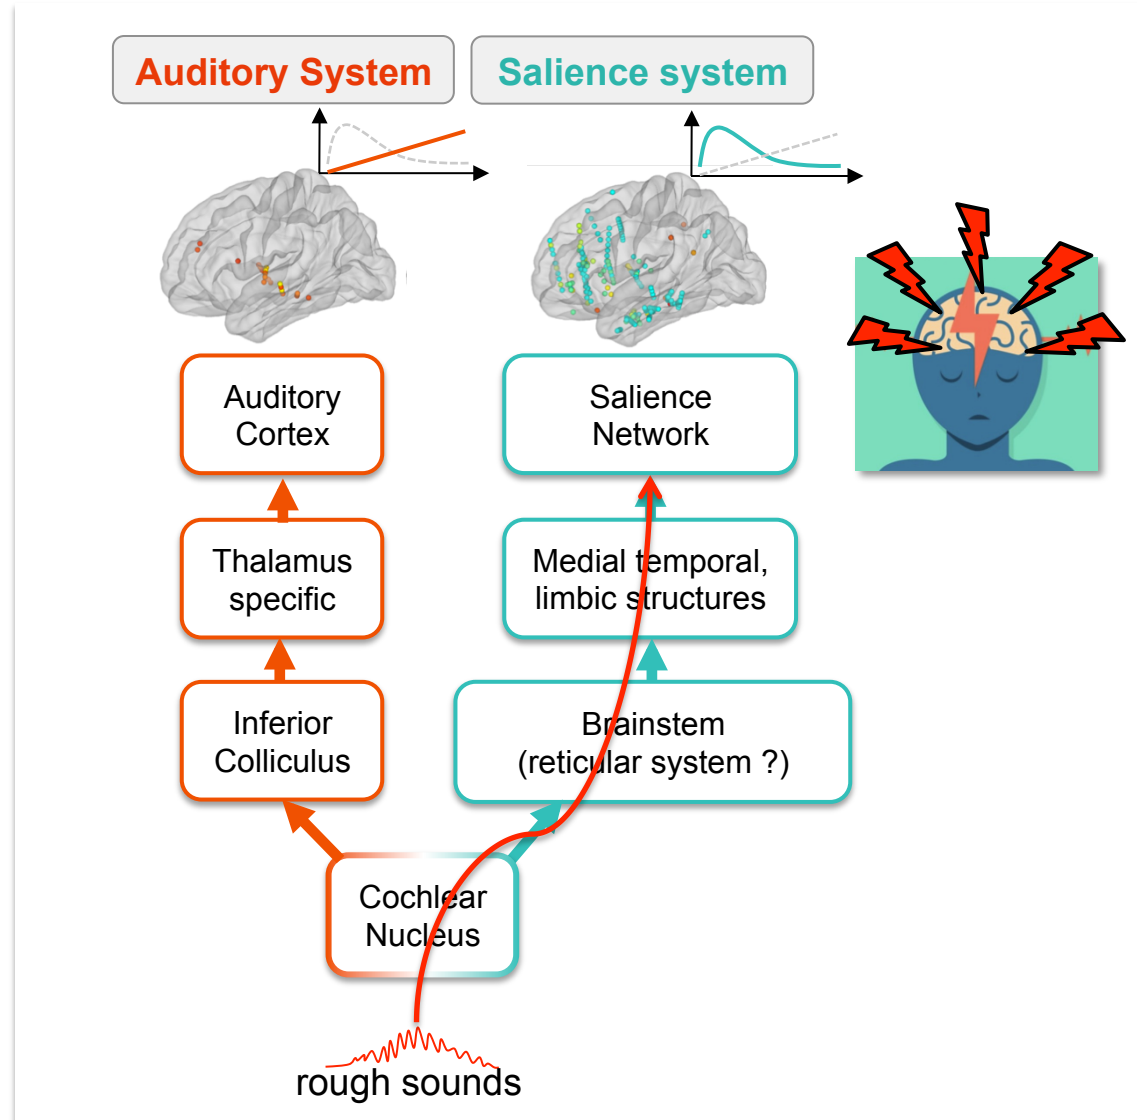 Auditory System
Salience system
Auditory
Cortex
Salience
Network
Thalamus
specific
Medial temporal,
limbic structures
Inferior
Colliculus
Brainstem
(reticular system ?)
Cochlear
Nucleus
rough sounds